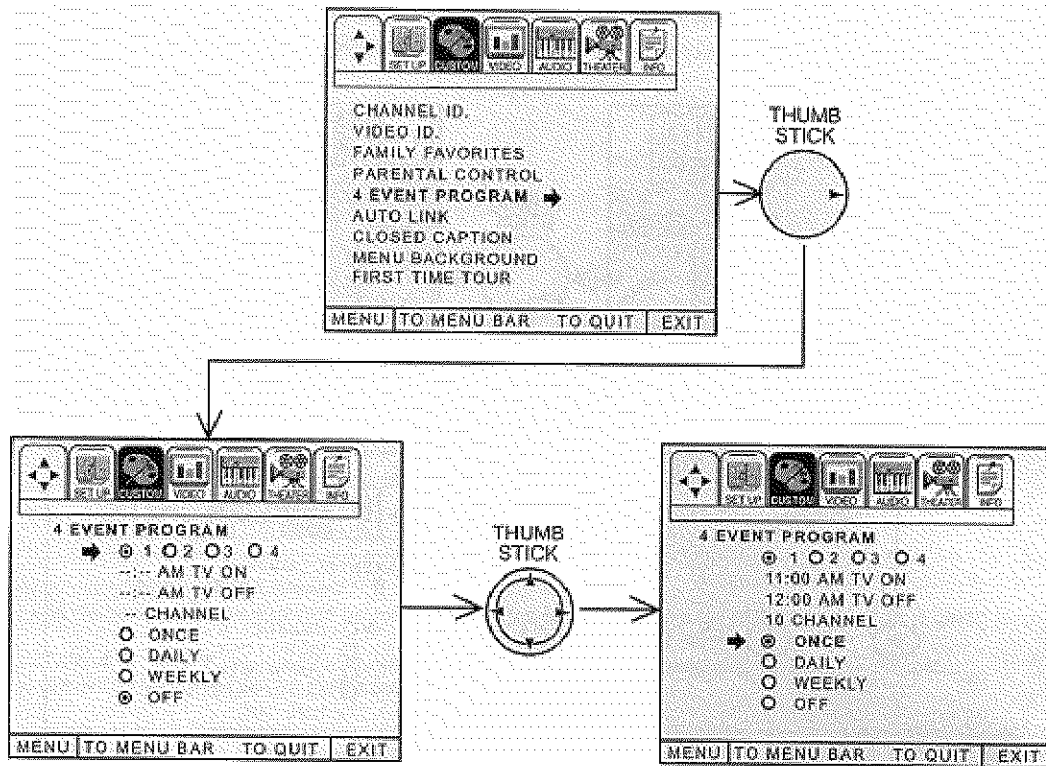 SET UP CUSTOM VIDEO AUDIO THEATER INFO
CHANNEL ID.
VIDEO ID.
FAMILY FAVORITES
PARENTAL CONTROL
4 EVENT PROGRAM
AUTO LINK
CLOSED CAPTION
MENU BACKGROUND
FIRST TIME TOUR
MENU TO MENU BAR TO QUIT EXIT
THUMB
STICK
SET UP CUSTOM VIDEO AUDIO THEATER INFO
4 EVENT PROGRAM
1 2 3 4
--:-- AM TV ON
--:-- AM TV OFF
-- CHANNEL
ONCE
DAILY
WEEKLY
OFF
MENU TO MENU BAR TO QUIT EXIT
THUMB
STICK
SET UP CUSTOM VIDEO AUDIO THEATER INFO
4 EVENT PROGRAM
1 2 3 4
11:00 AM TV ON
12:00 AM TV OFF
10 CHANNEL
ONCE
DAILY
WEEKLY
OFF
MENU TO MENU BAR TO QUIT EXIT